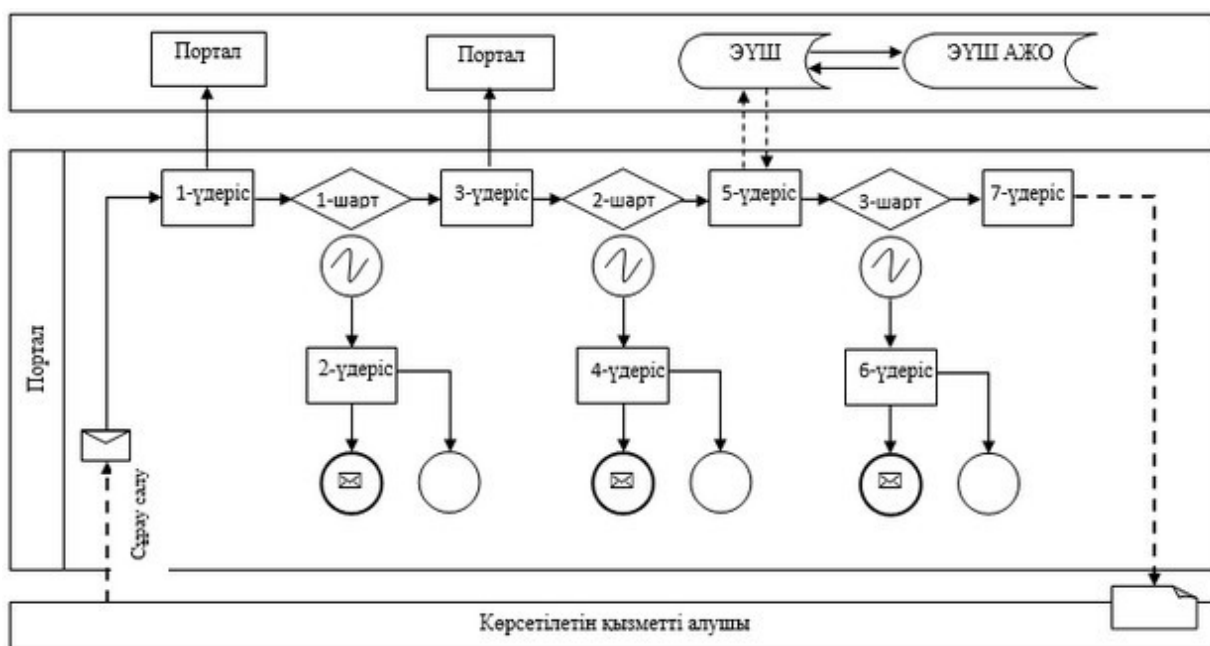 Портал
Портал
ЭҮШ
ЭҮШ АЖО
1-үдеріс
1-шарт
3-үдеріс
2-шарт
5-үдеріс
3-шарт
7-үдеріс
2-үдеріс
4-үдеріс
6-үдеріс
Портал
Сұрау салу
Көрсетілетін қызметті алушы